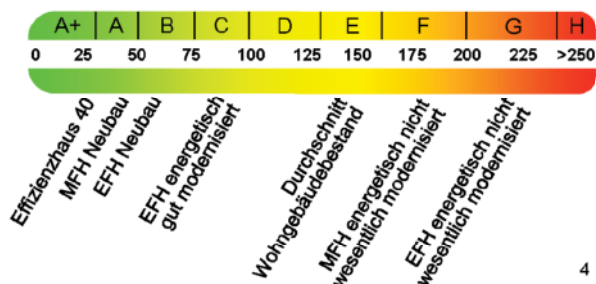 A+ A B C D E F G H
0 25 50 75 100 125 150 175 200 225 >250
Effizienzhaus 40
MFH Neubau
EFH Neubau
EFH energetisch
gut modernisiert
Durchschnitt
Wohngebäudebestand
MFH energetisch nicht
wesentlich modernisiert
EFH energetisch nicht
wesentlich modernisiert
4